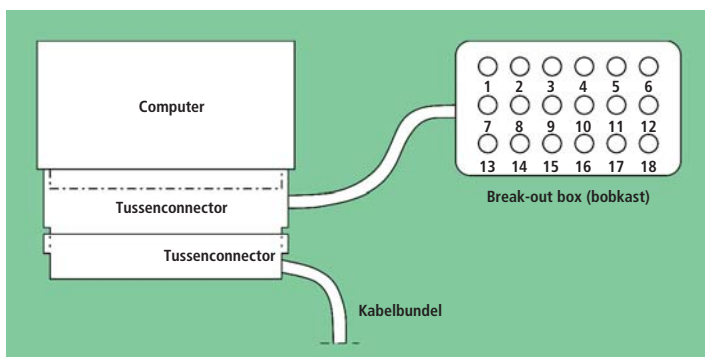 Computer
1 2 3 4 5 6
7 8 9 10 11 12
13 14 15 16 17 18
Tussenconnector
Break-out box (bobkast)
Tussenconnector
Kabelbundel